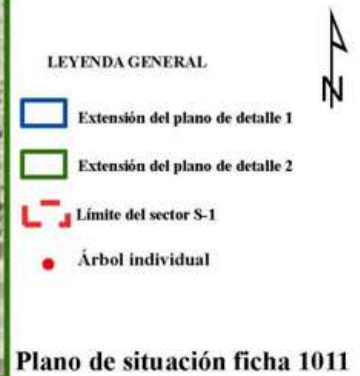 N
LEYENDA GENERAL
Extensión del plano de detalle 1
Extensión del plano de detalle 2
Límite del sector S-1
Árbol individual
Plano de situación ficha 1011